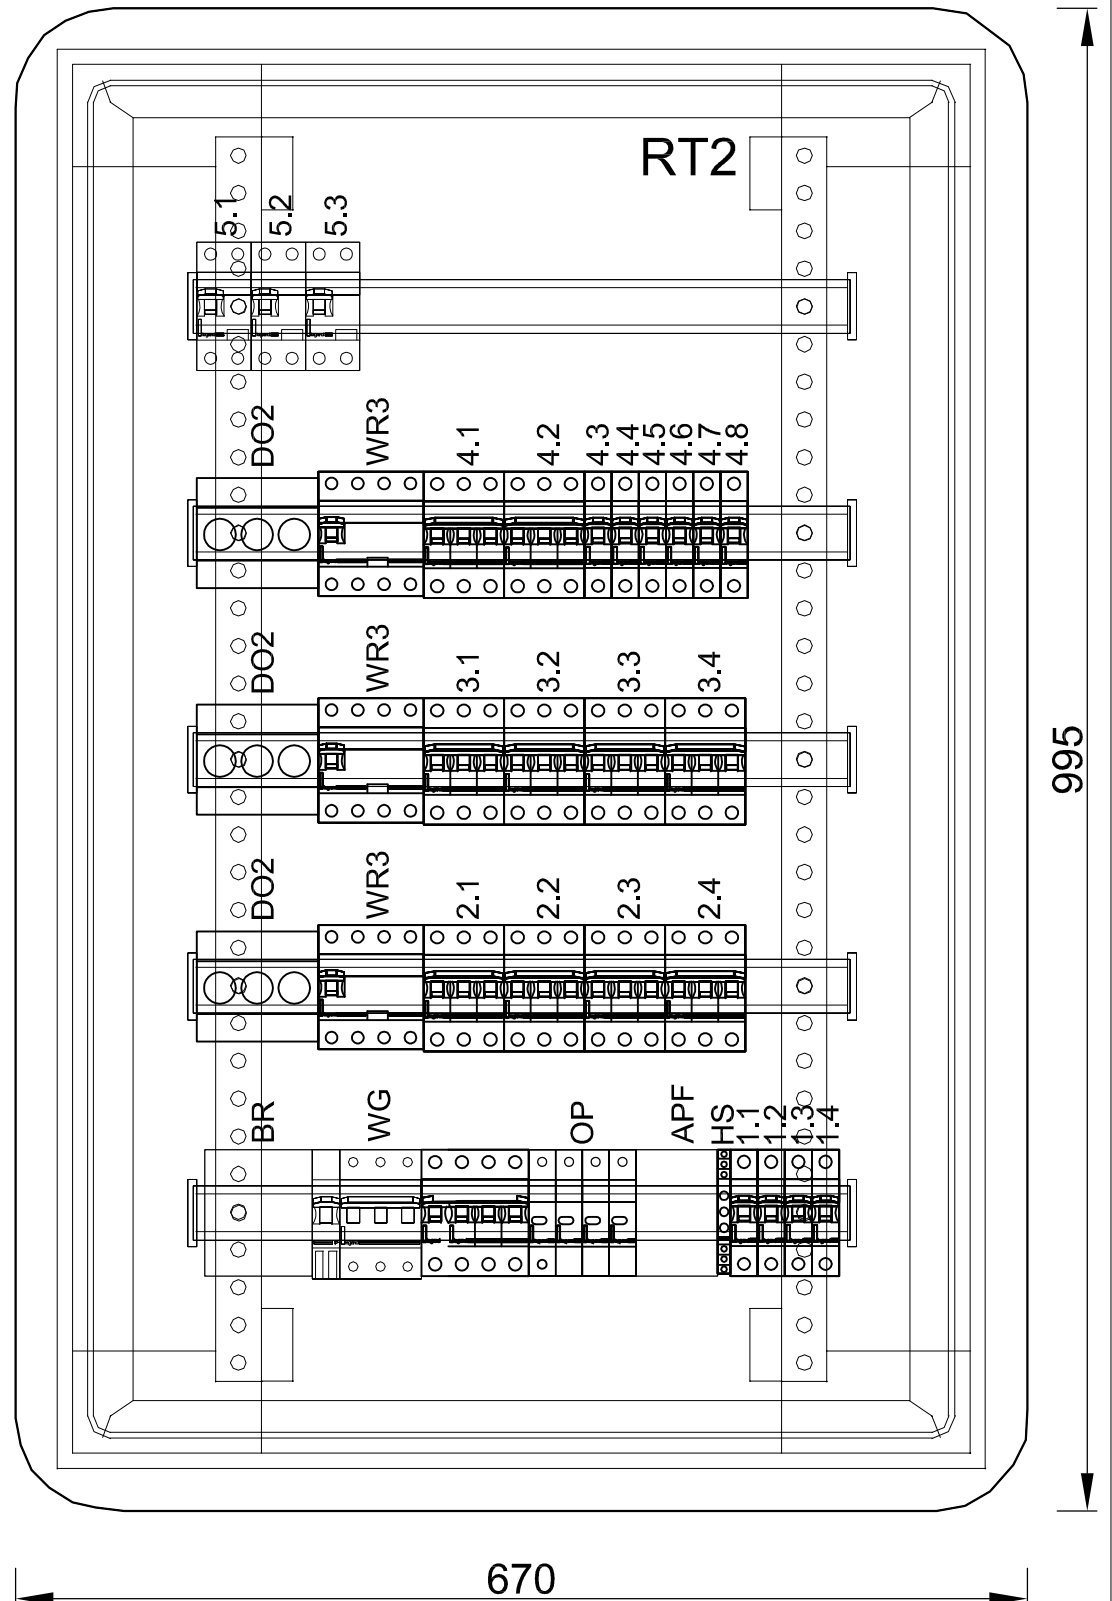 RT2
5.1 5.2 5.3
DO2 WR3 4.1 4.2 4.3 4.4 4.5 4.6 4.7 4.8
DO2 WR3 3.1 3.2 3.3 3.4
995
DO2 WR3 2.1 2.2 2.3 2.4
BR WG OP APF HS 1.1 1.2 1.3 1.4
670